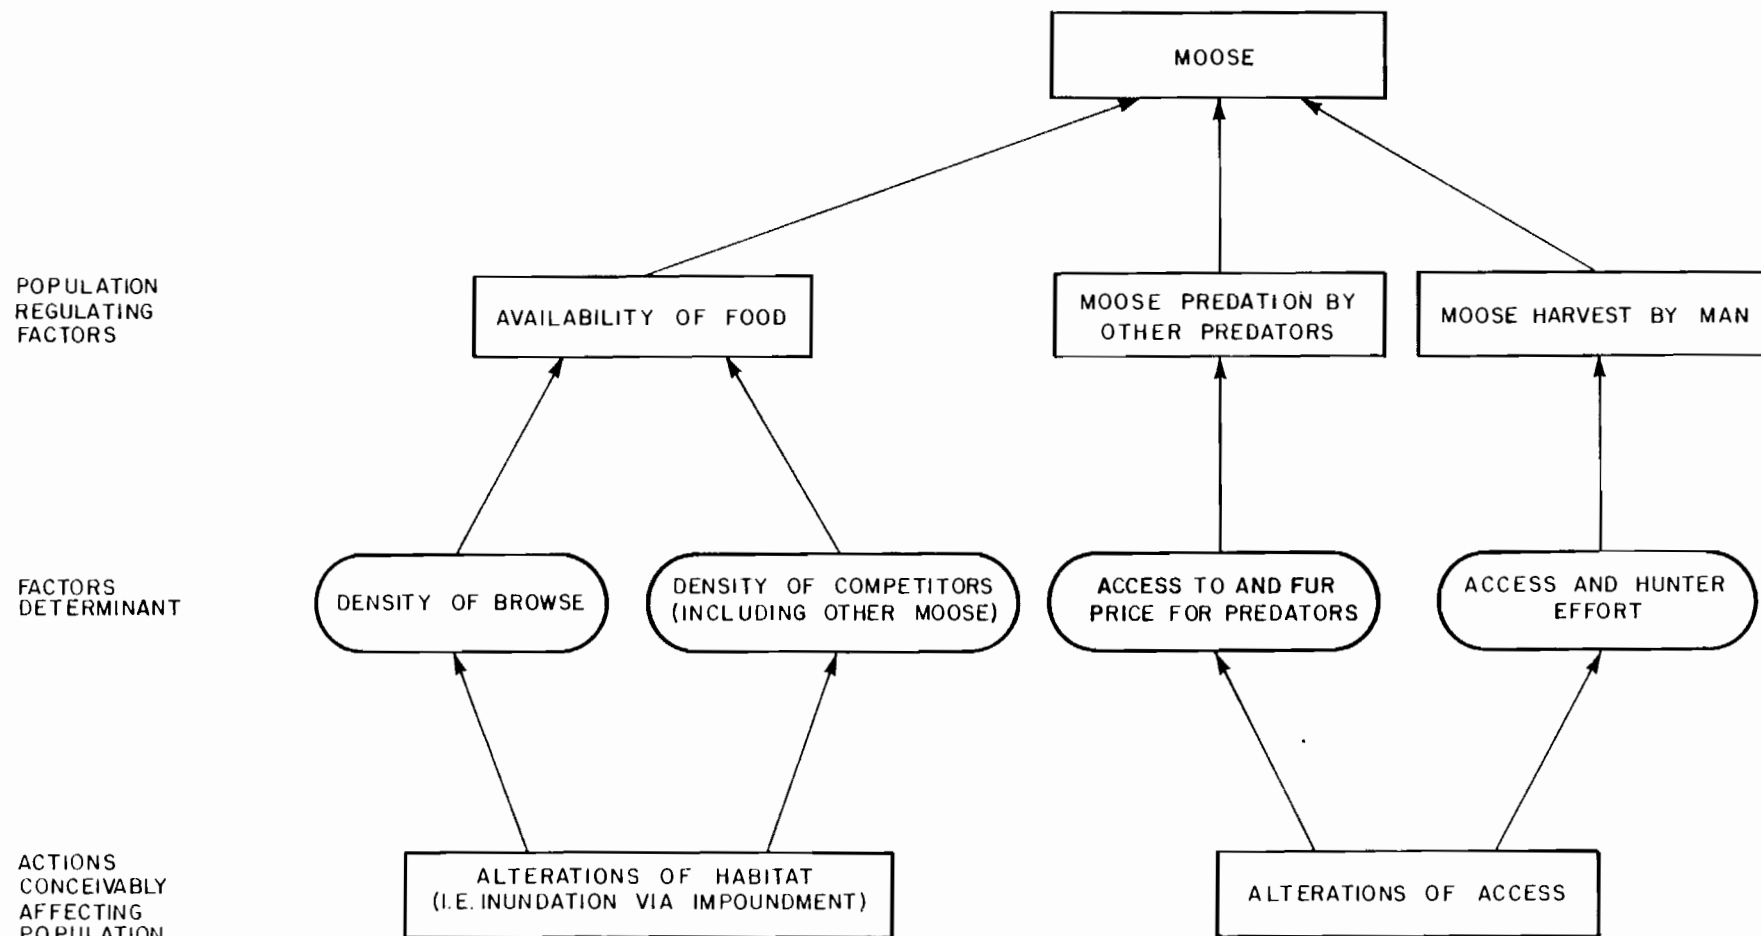 MOOSE
POPULATION
REGULATING
FACTORS
AVAILABILITY OF FOOD
MOOSE PREDATION BY
OTHER PREDATORS
MOOSE HARVEST BY MAN
FACTORS
DETERMINANT
DENSITY OF BROWSE
DENSITY OF COMPETITORS
(INCLUDING OTHER MOOSE)
ACCESS TO AND FUR
PRICE FOR PREDATORS
ACCESS AND HUNTER
EFFORT
ACTIONS
CONCEIVABLY
AFFECTING
POPULATION
ALTERATIONS OF HABITAT
(I.E. INUNDATION VIA IMPOUNDMENT)
ALTERATIONS OF ACCESS